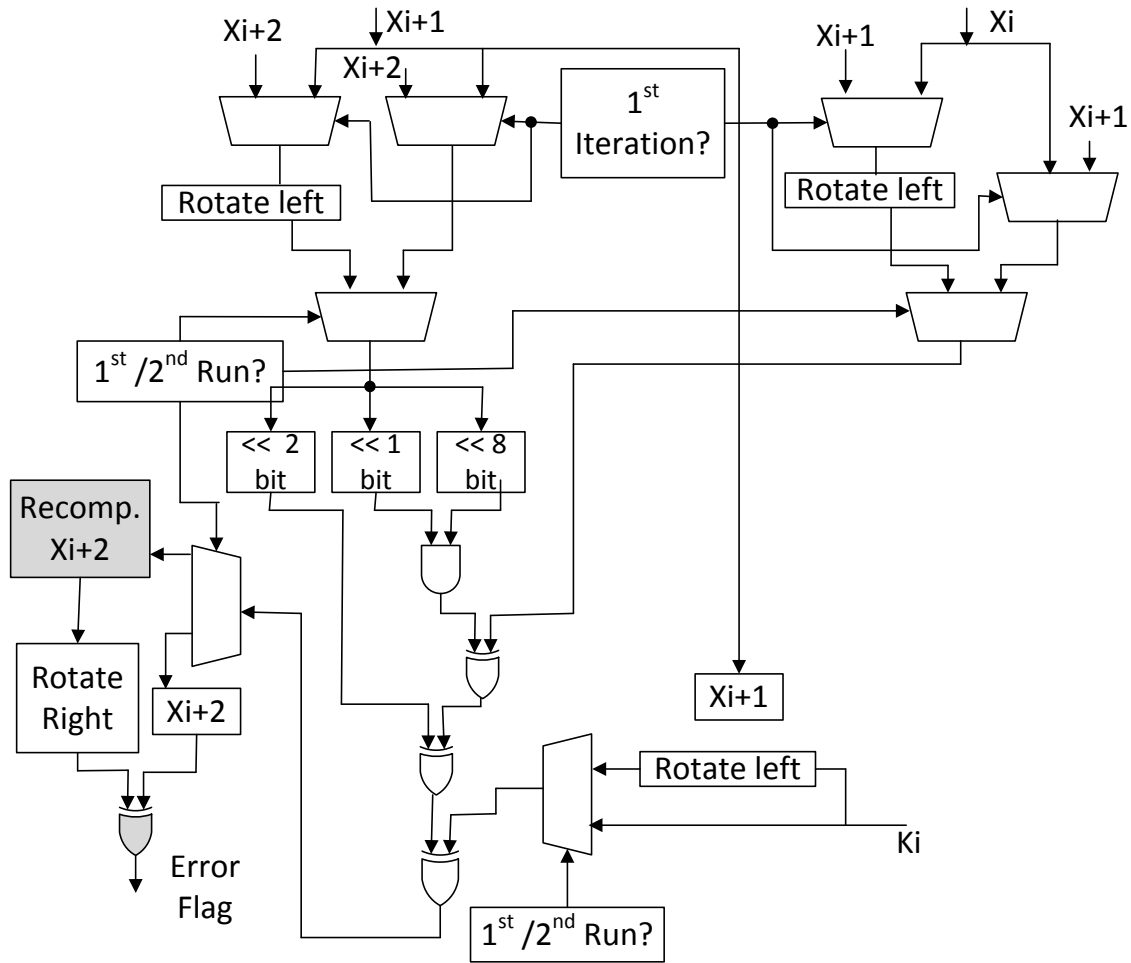 Xi+1
Xi
Xi+2
Xi+1
Xi+2
1st
Iteration?
Xi+1
Rotate left
Rotate left
1st /2nd Run?
<< 2
bit
<< 1
bit
<< 8
bit
Recomp.
Xi+2
Rotate
Right
Xi+2
Xi+1
Rotate left
Ki
Error
Flag
1st /2nd Run?